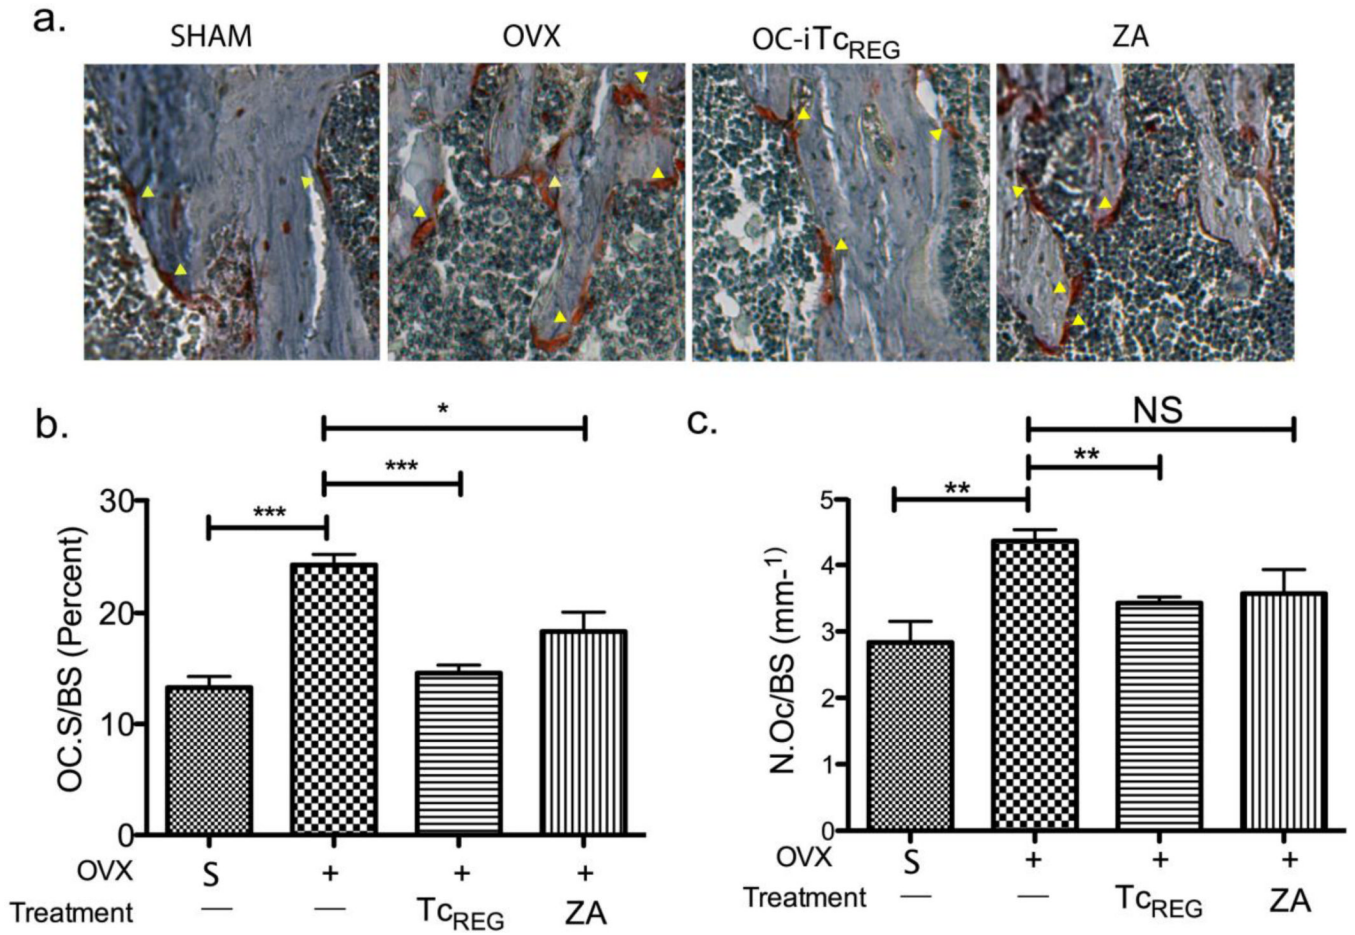 a.
SHAM OVX OC-iTcREG ZA
b.
*
***
***
30
20
10
0
OC.S/BS (Percent)
OVX S + + +
Treatment — — TcREG ZA
c.
NS
**
**
5
4
3
2
1
0
N.Oc/BS (mm-1)
OVX S + + +
Treatment — — TcREG ZA